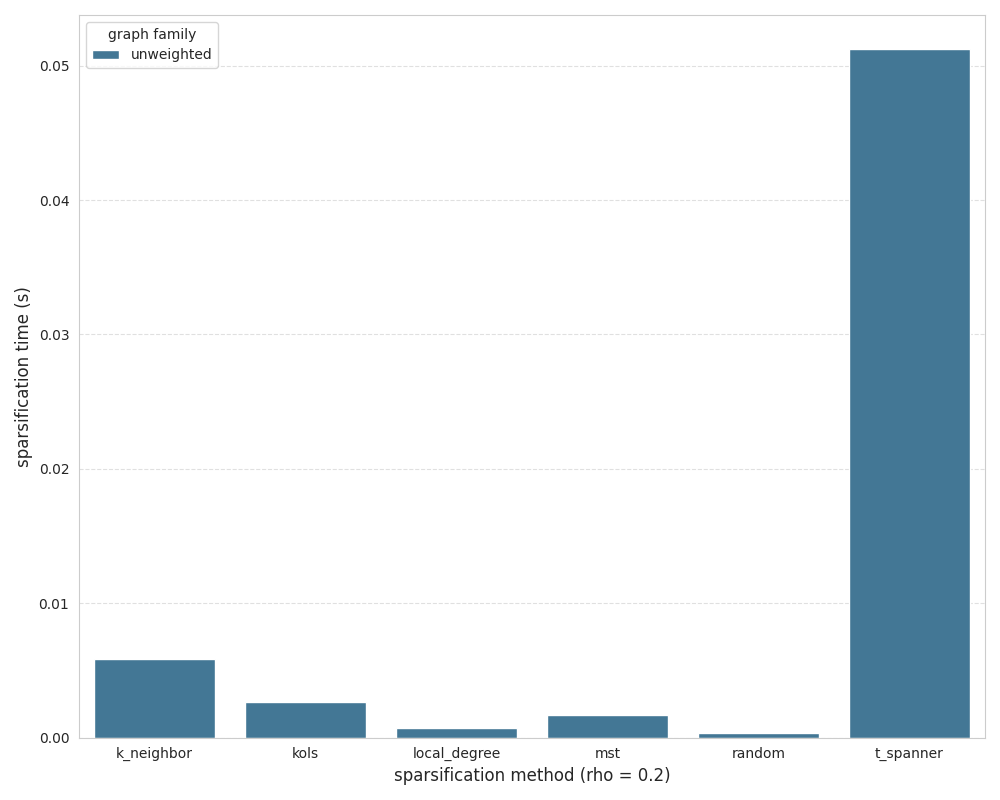 graph family
unweighted
sparsification time (s)
0.05
0.04
0.03
0.02
0.01
0.00
k_neighbor kols local_degree mst random t_spanner
sparsification method (rho = 0.2)